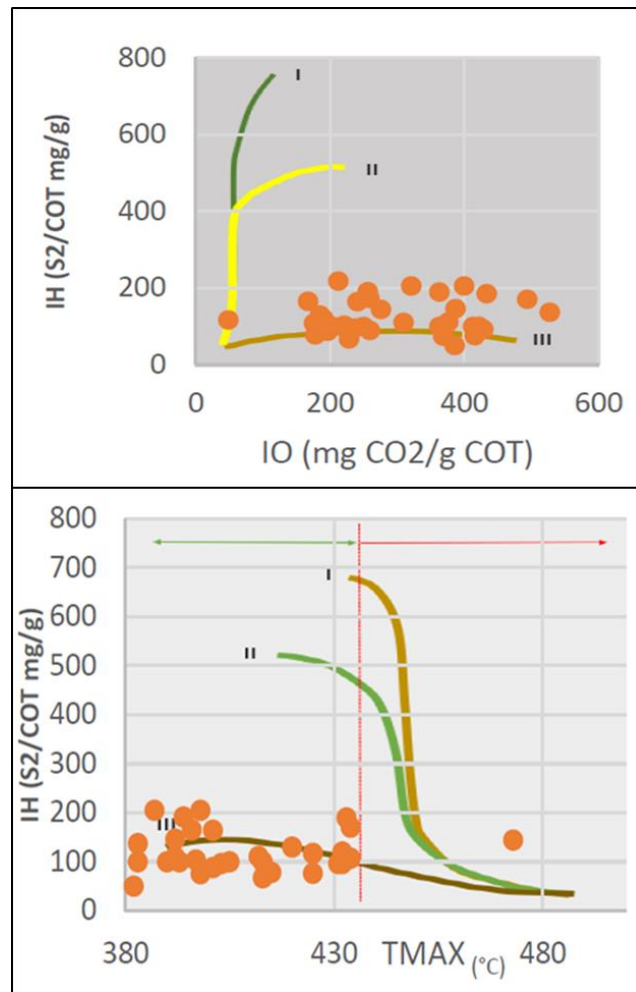 IH (S2/COT mg/g)
800
600
400
200
0
I
II
III
0 200 400 600
IO (mg CO2/g COT)
IH (S2/COT mg/g)
800
700
600
500
400
300
200
100
0
I
II
III
380 430 TMAX (°C) 480